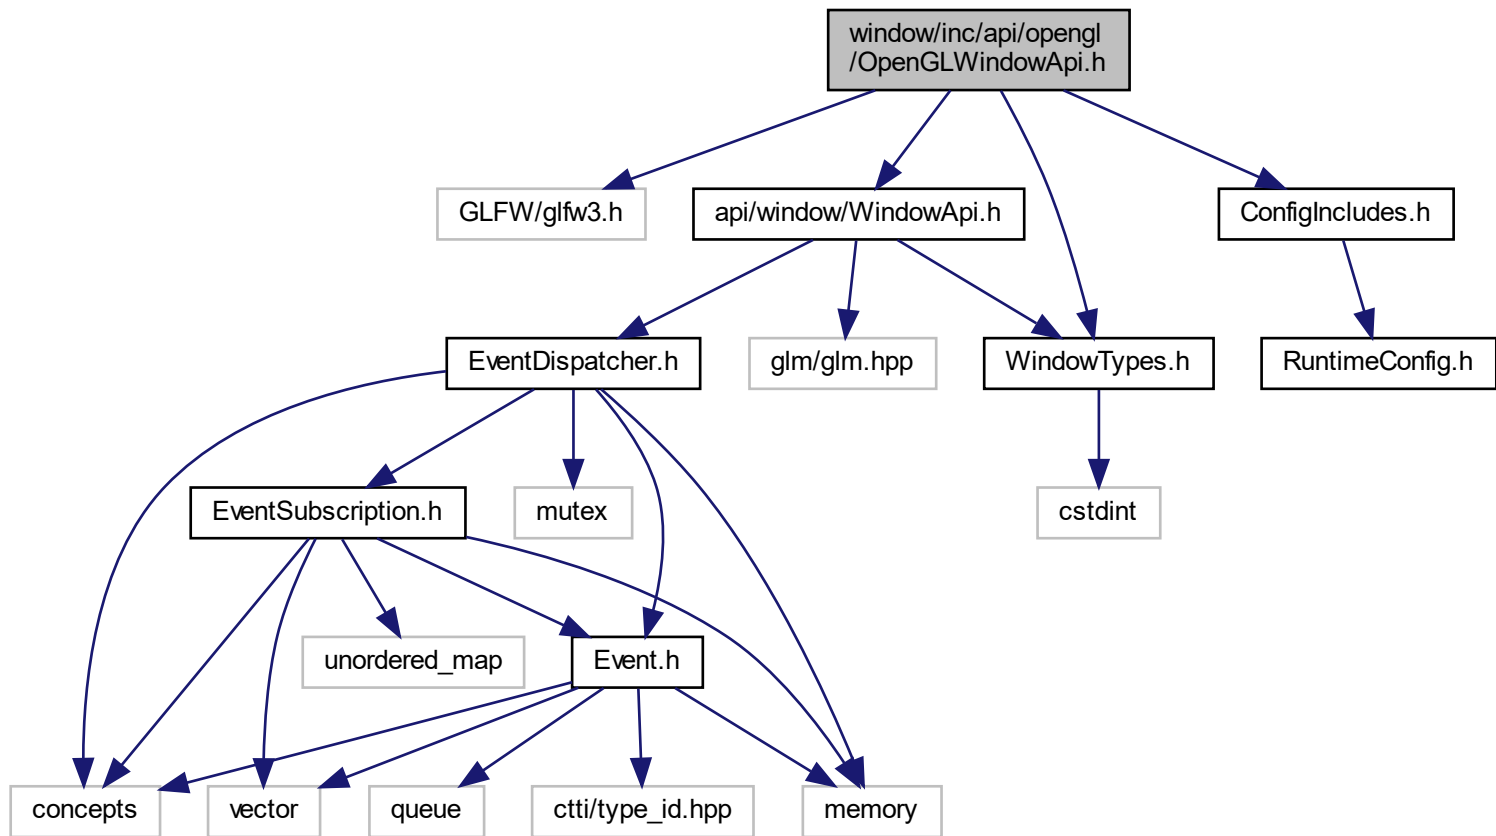 window/inc/api/opengl
/OpenGLWindowApi.h
GLFW/glfw3.h
api/window/WindowApi.h
ConfigIncludes.h
EventDispatcher.h
glm/glm.hpp
WindowTypes.h
RuntimeConfig.h
EventSubscription.h
mutex
cstdint
unordered_map
Event.h
concepts
vector
queue
ctti/type_id.hpp
memory